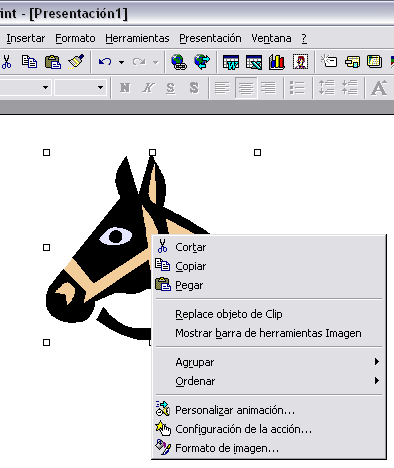 int - [Presentación1]
Insertar Formato Herramientas Presentación Ventana ?
N K S S A
Cortar
Copiar
Pegar
Replace objeto de Clip
Mostrar barra de herramientas Imagen
Agrupar
Ordenar
Personalizar animación...
Configuración de la acción...
Formato de imagen...